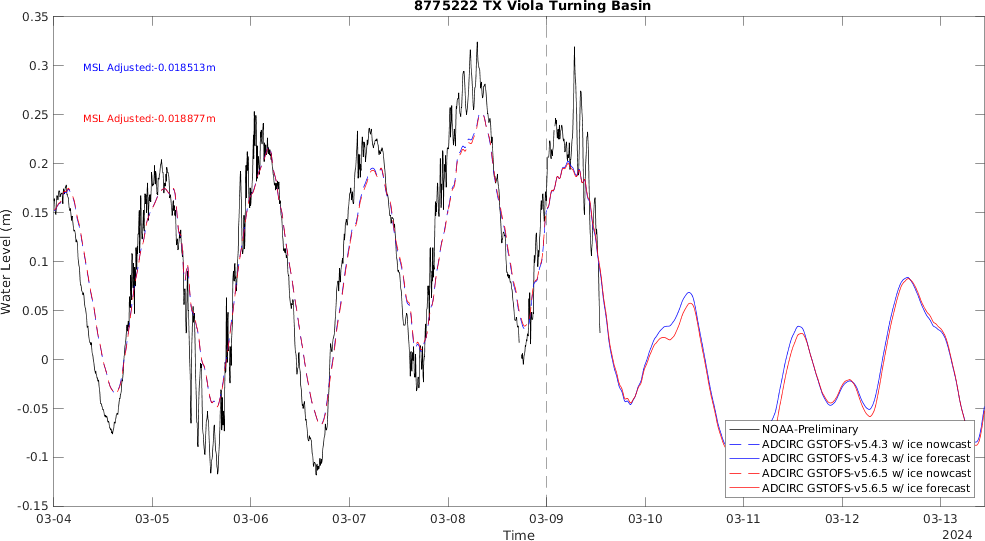 8775222 TX Viola Turning Basin
0.35
0.3
0.25
0.2
0.15
0.1
0.05
0
-0.05
-0.1
-0.15
Water Level (m)
MSL Adjusted:-0.018513m
MSL Adjusted:-0.018877m
NOAA-Preliminary
ADCIRC GSTOFS-v5.4.3 w/ ice nowcast
ADCIRC GSTOFS-v5.4.3 w/ ice forecast
ADCIRC GSTOFS-v5.6.5 w/ ice nowcast
ADCIRC GSTOFS-v5.6.5 w/ ice forecast
03-04 03-05 03-06 03-07 03-08 03-09 03-10 03-11 03-12 03-13
Time
2024